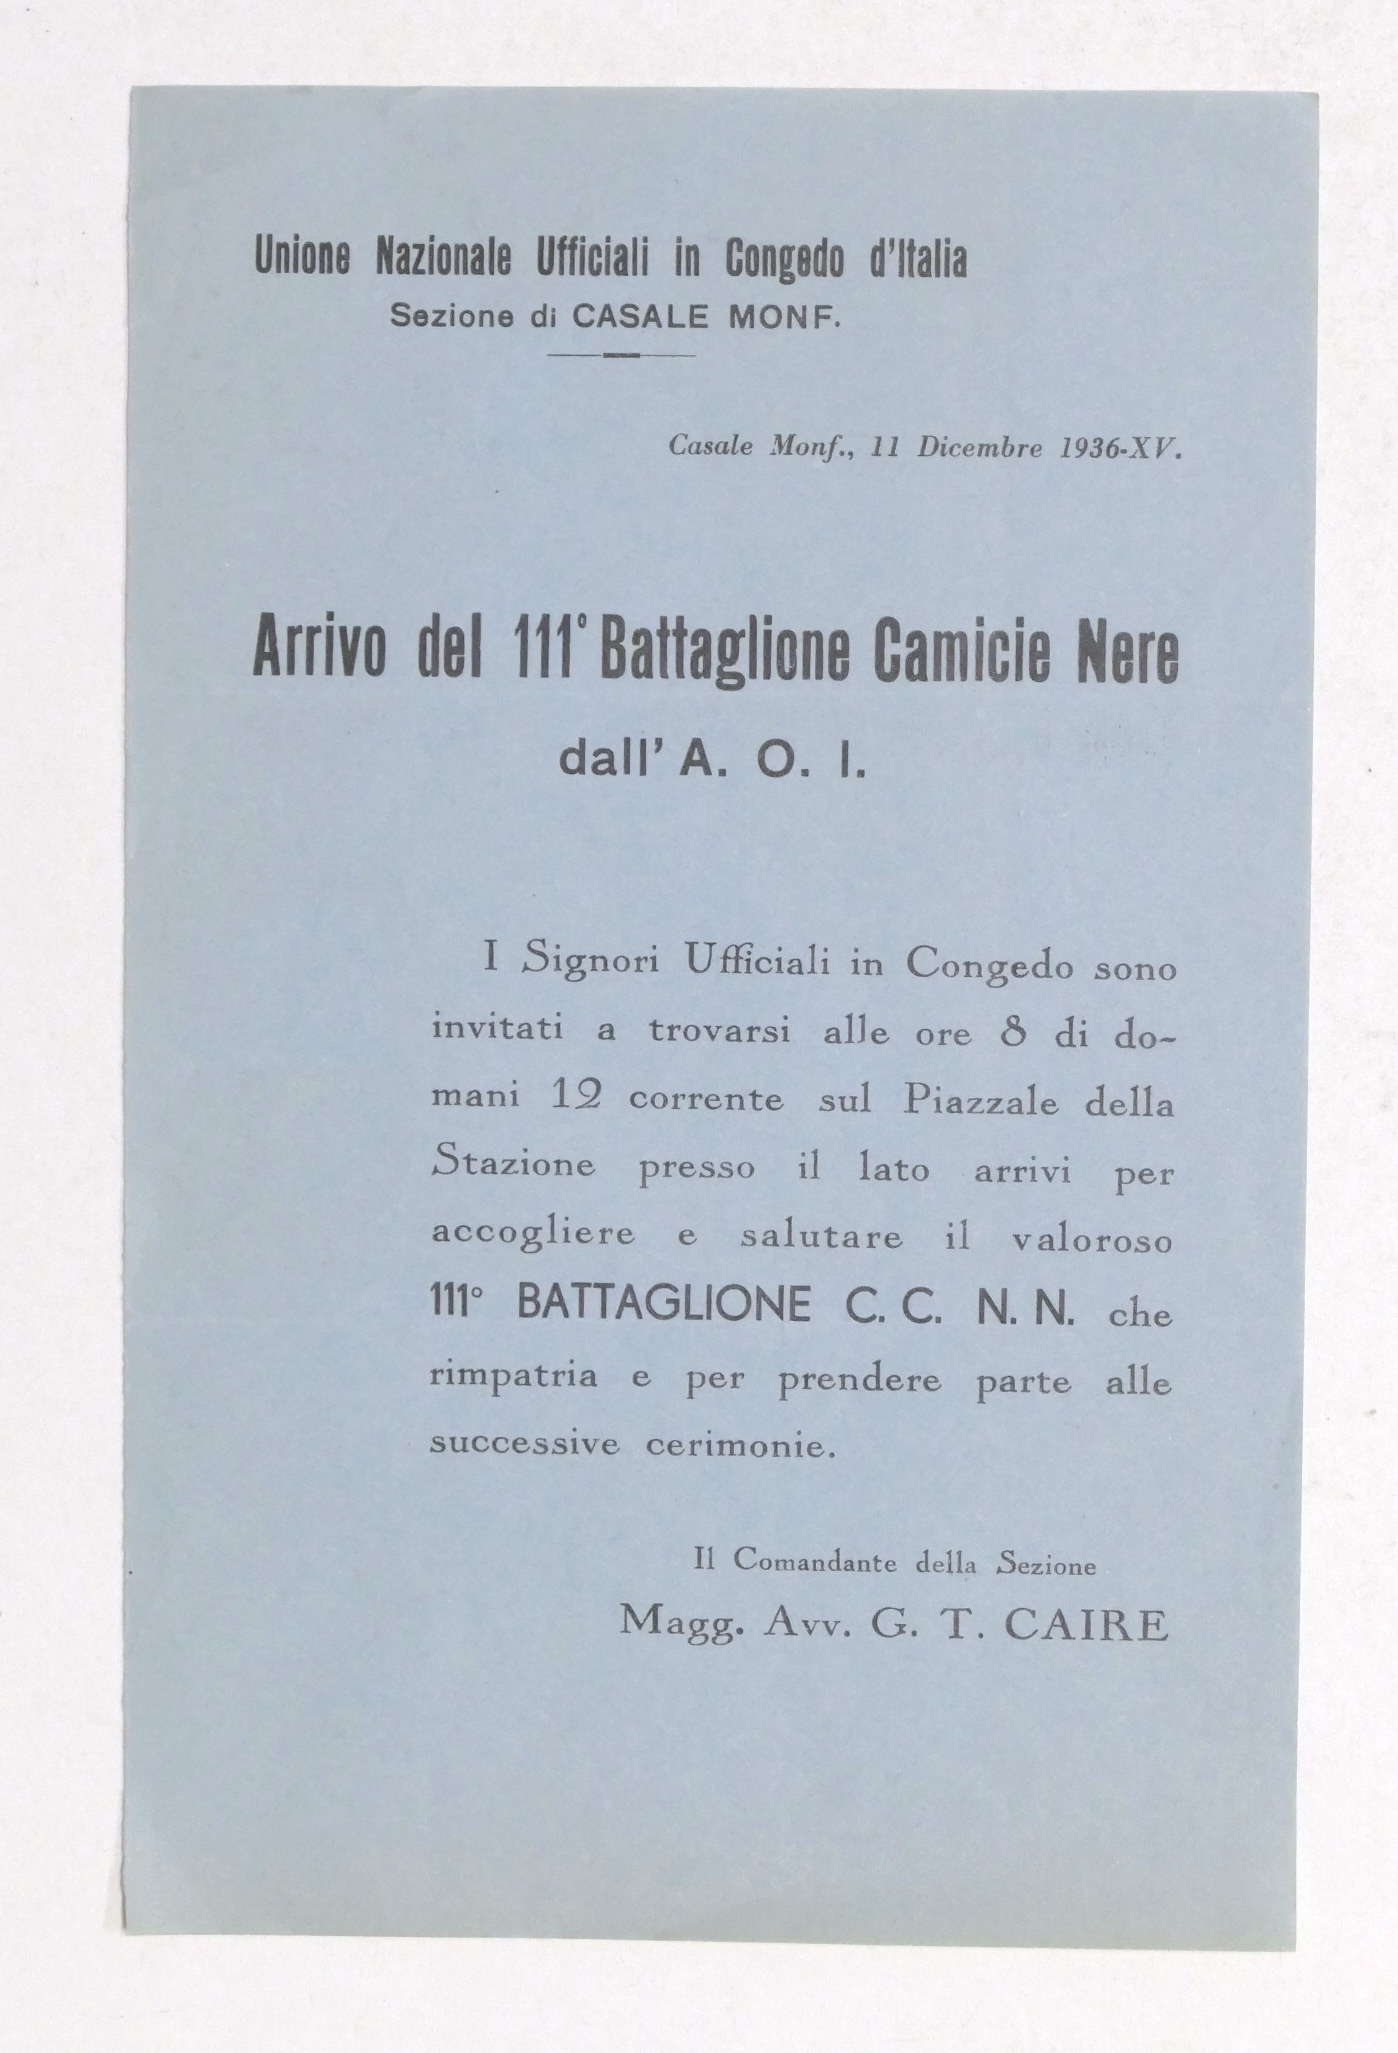 Unione Nazionale Ufficiali in Congedo d'Italia
Sezione di CASALE MONF.
Casale Monf., 11 Dicembre 1936-XV.
Arrivo del 111° Battaglione Camicie Nere
dall' A. O. I.
I Signori Ufficiali in Congedo sono
invitati a trovarsi alle ore 8 di do-
mani 12 corrente sul Piazzale della
Stazione presso il lato arrivi per
accogliere e salutare il valoroso
111° BATTAGLIONE C. C. N. N. che
rimpatria e per prendere parte alle
successive cerimonie.
Il Comandante della Sezione
Magg. Avv. G. T. CAIRE